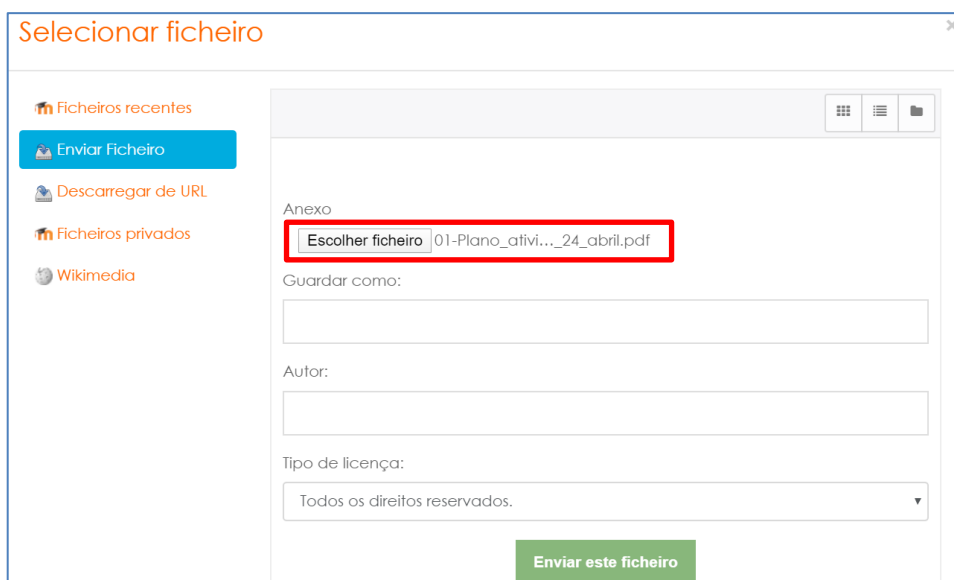 Selecionar ficheiro
×
Ficheiros recentes
Enviar Ficheiro
Descarregar de URL
Ficheiros privados
Wikimedia
Anexo
Escolher ficheiro 01-Plano_ativi..._24_abril.pdf
Guardar como:
Autor:
Tipo de licença:
Todos os direitos reservados.
Enviar este ficheiro